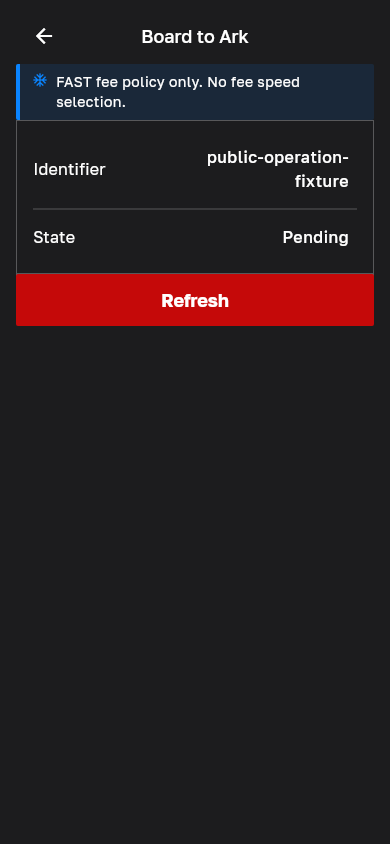 Board to Ark
FAST fee policy only. No fee speed
selection.
Identifier
public-operation-
fixture
State
Pending
Refresh